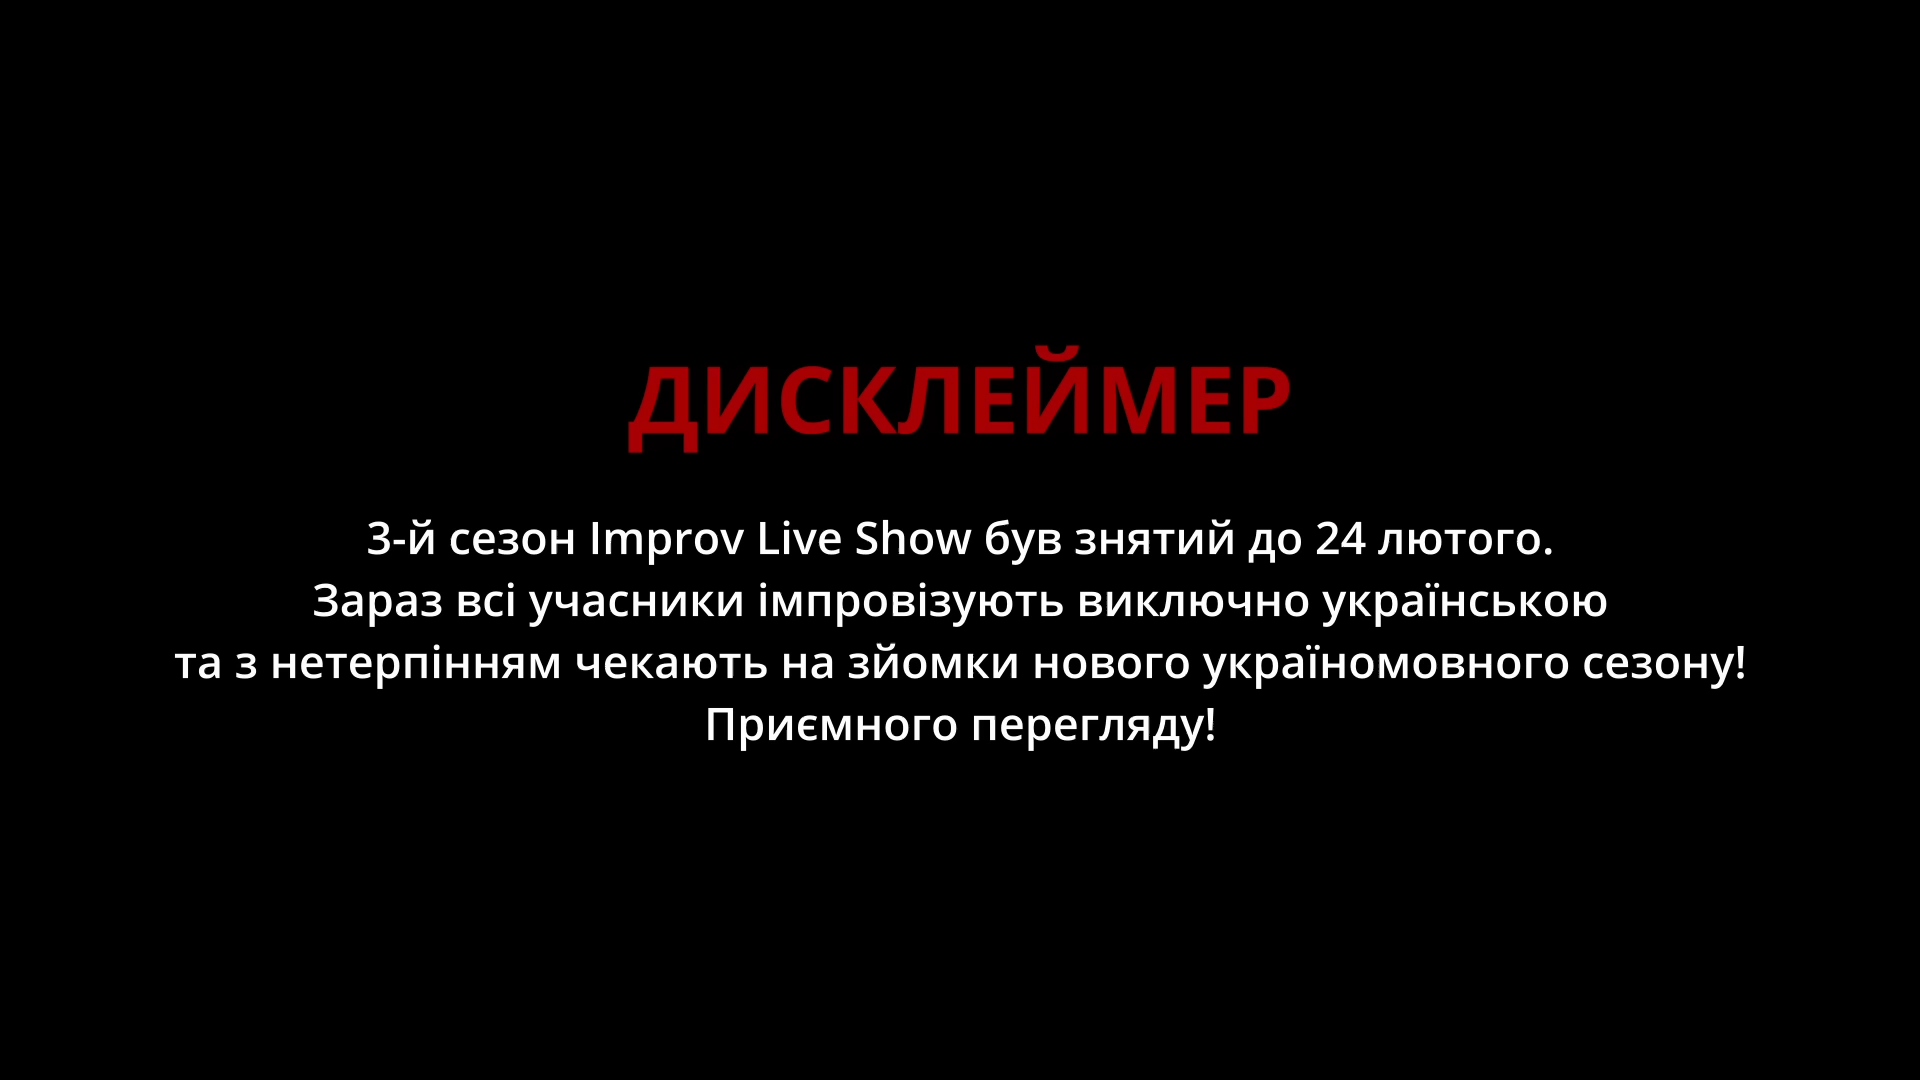 ДИСКЛЕЙМЕР
3-й сезон Improv Live Show був знятий до 24 лютого.
Зараз всі учасники імпровізують виключно українською
та з нетерпінням чекають на зйомки нового україномовного сезону!
Приємного перегляду!